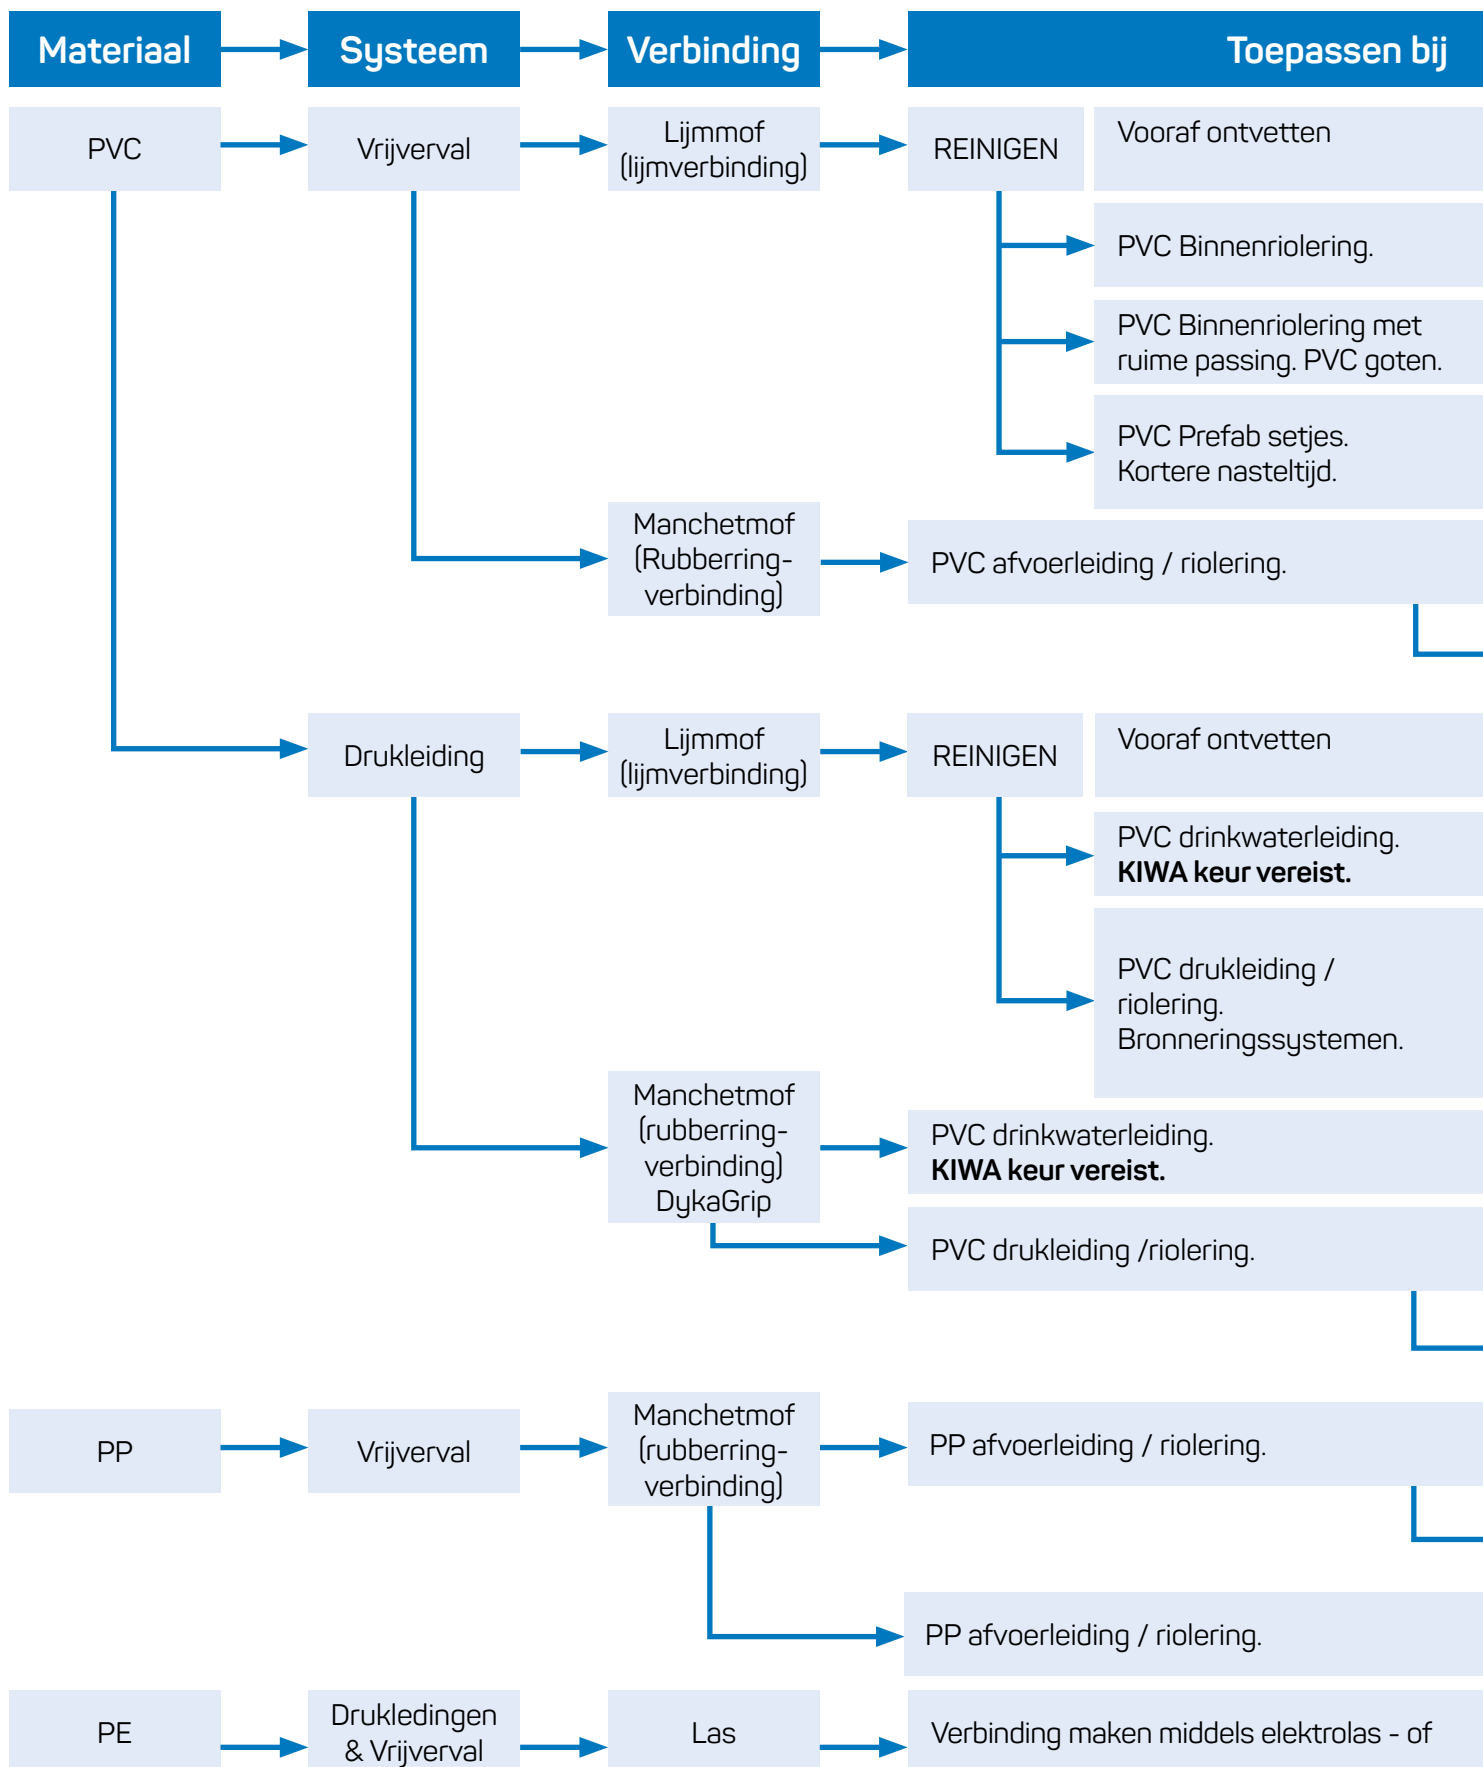 Materiaal
Systeem
Verbinding
Toepassen bij
PVC
Vrijverval
Lijmmof
(lijmverbinding)
REINIGEN
Vooraf ontvetten
PVC Binnenriolering.
PVC Binnenriolering met
ruime passing. PVC goten.
PVC Prefab setjes.
Kortere nasteltijd.
Manchetmof
(Rubberring-
verbinding)
PVC afvoerleiding / riolering.
Drukleiding
Lijmmof
(lijmverbinding)
REINIGEN
Vooraf ontvetten
PVC drinkwaterleiding.
KIWA keur vereist.
PVC drukleiding /
riolering.
Bronneringssystemen.
Manchetmof
(rubberring-
verbinding)
DykaGrip
PVC drinkwaterleiding.
KIWA keur vereist.
PVC drukleiding /riolering.
PP
Vrijverval
Manchetmof
(rubberring-
verbinding)
PP afvoerleiding / riolering.
PP afvoerleiding / riolering.
PE
Drukledingen
& Vrijverval
Las
Verbinding maken middels elektrolas - of